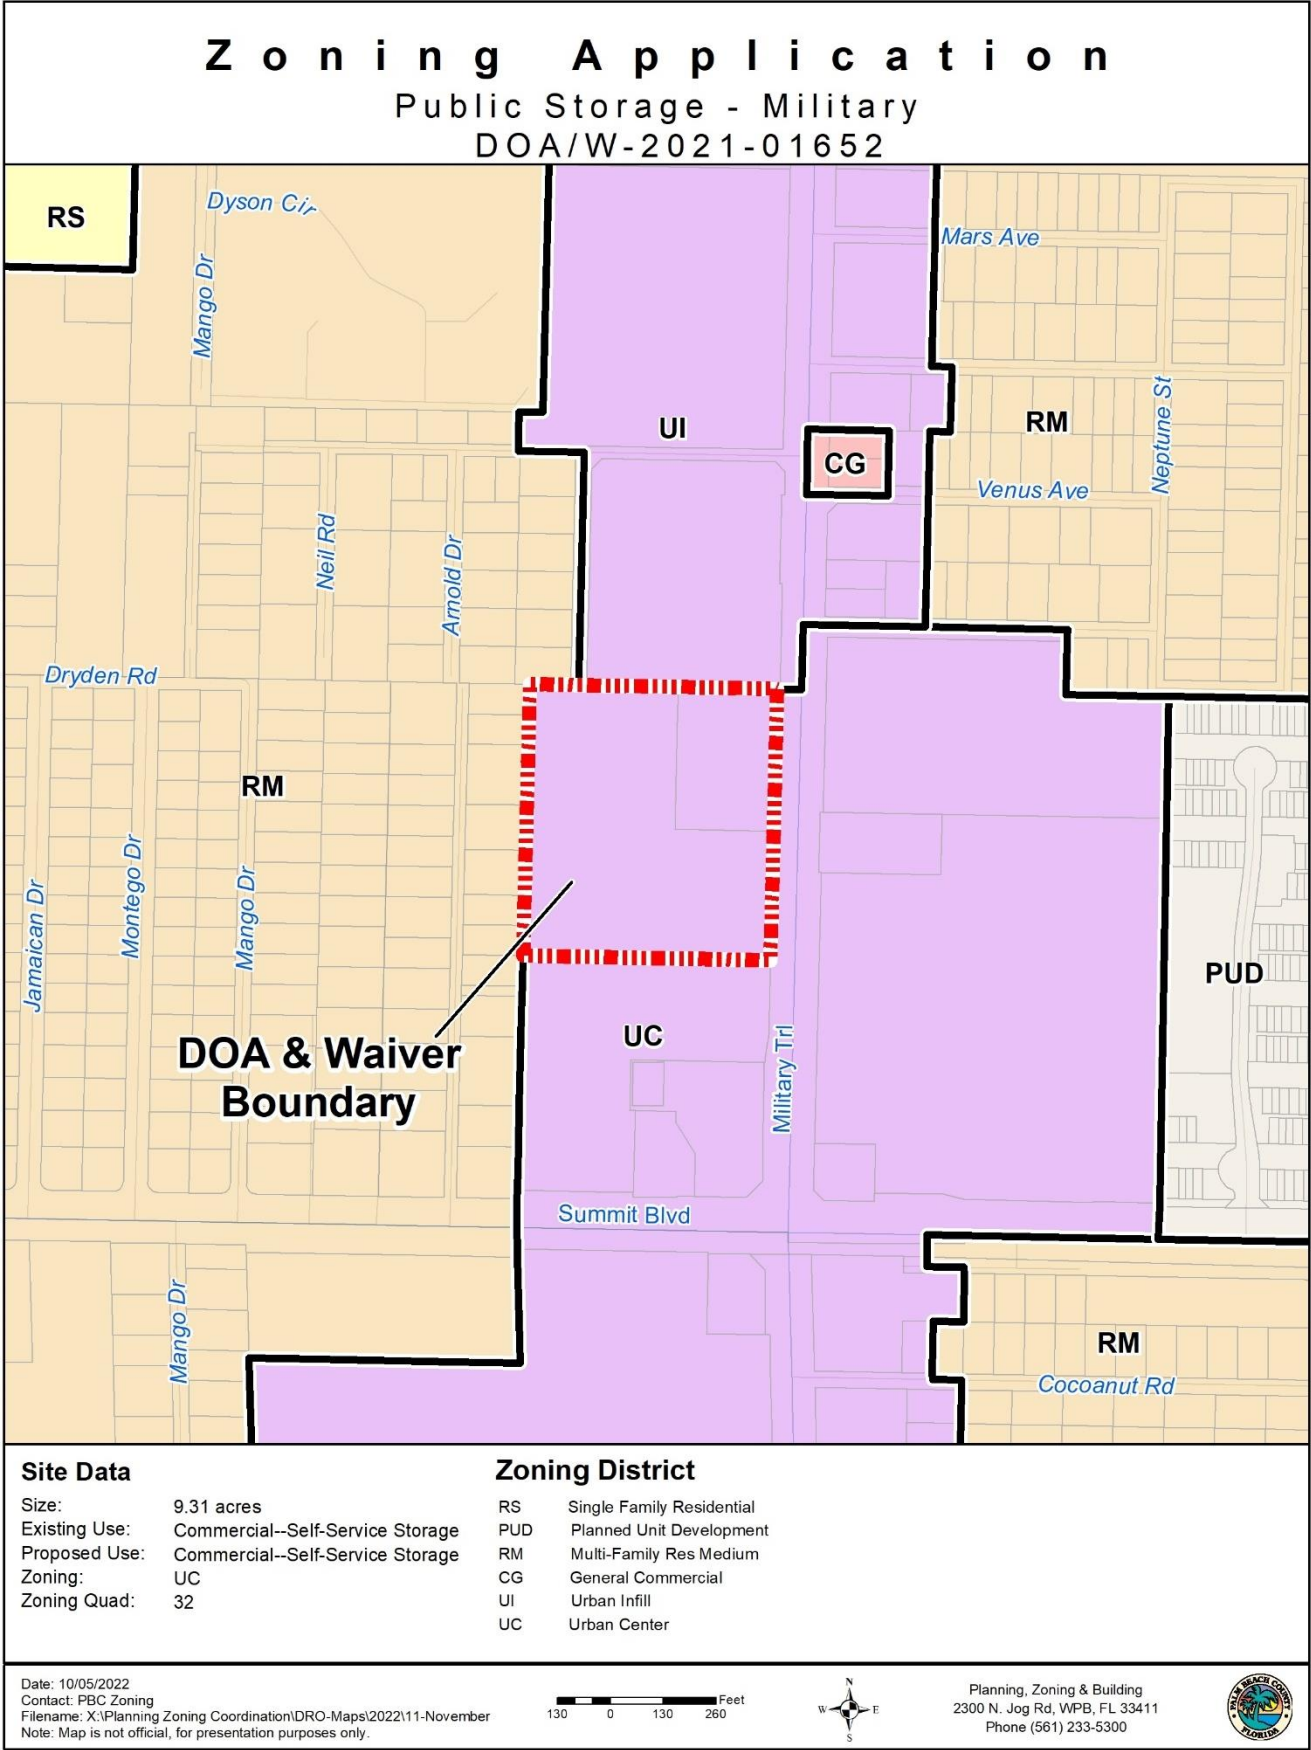 Zoning Application
Public Storage - Military
DOA/W-2021-01652
RS
Dyson Cir
Mango Dr
Mars Ave
UI
RM
CG
Neptune St
Venus Ave
Neil Rd
Arnold Dr
Dryden Rd
RM
Jamaican Dr
Montego Dr
Mango Dr
PUD
DOA & Waiver
Boundary
UC
Military Trl
Summit Blvd
Mango Dr
RM
Cocoanut Rd
Site Data
Size: 9.31 acres
Existing Use: Commercial--Self-Service Storage
Proposed Use: Commercial--Self-Service Storage
Zoning: UC
Zoning Quad: 32
Zoning District
RS Single Family Residential
PUD Planned Unit Development
RM Multi-Family Res Medium
CG General Commercial
UI Urban Infill
UC Urban Center
Date: 10/05/2022
Contact: PBC Zoning
Filename: X:\Planning Zoning Coordination\DRO-Maps\2022\11-November
Note: Map is not official, for presentation purposes only.
Feet
130 0 130 260
N
W E
S
Planning, Zoning & Building
2300 N. Jog Rd, WPB, FL 33411
Phone (561) 233-5300
PALM BEACH COUNTY
FLORIDA